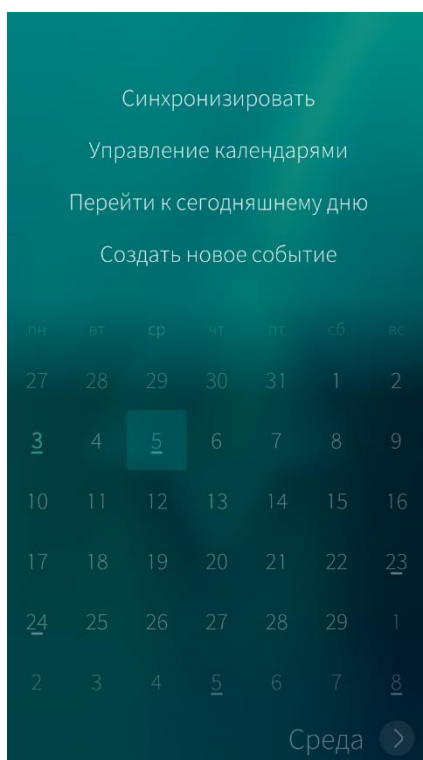 Синхронизировать
Управление календарями
Перейти к сегодняшнему дню
Создать новое событие
пн вт ср чт пт сб вс
27 28 29 30 31 1 2
3 4 5 6 7 8 9
10 11 12 13 14 15 16
17 18 19 20 21 22 23
24 25 26 27 28 29 1
2 3 4 5 6 7 8
Среда